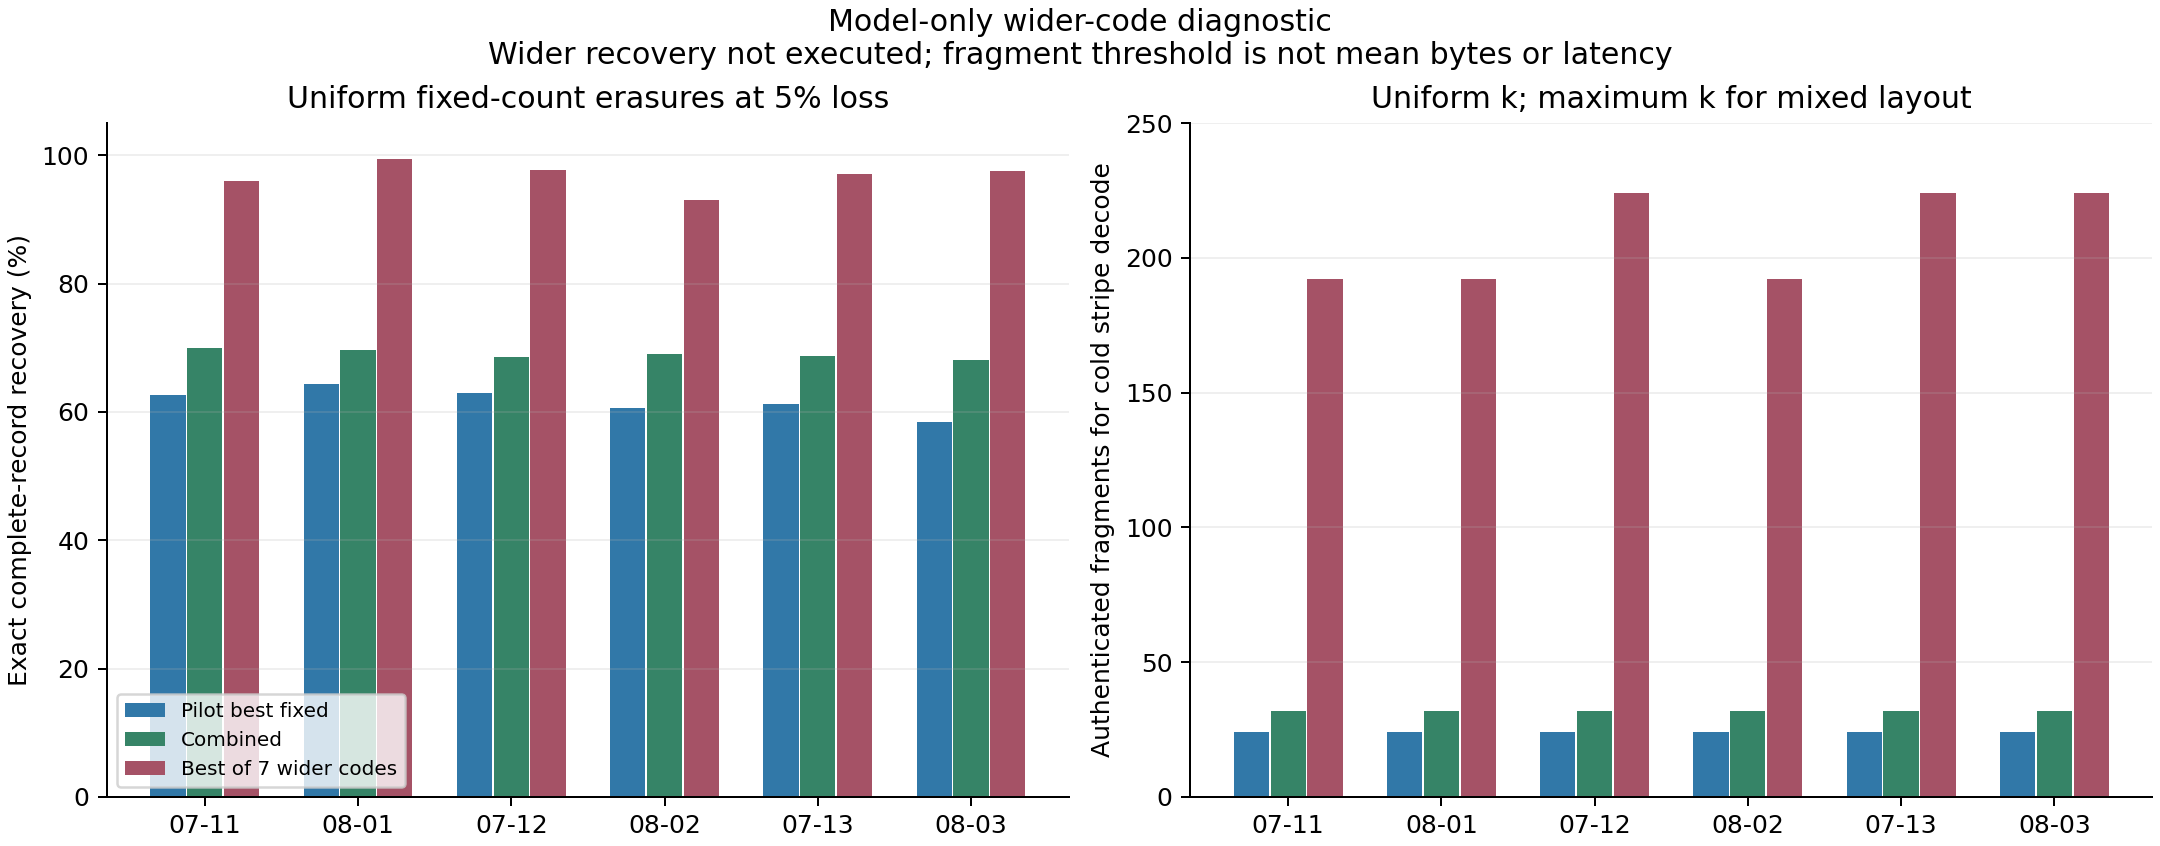 Model-only wider-code diagnostic
Wider recovery not executed; fragment threshold is not mean bytes or latency
Uniform fixed-count erasures at 5% loss
Exact complete-record recovery (%)
100
80
60
40
20
0
Pilot best fixed
Combined
Best of 7 wider codes
07-11
08-01
07-12
08-02
07-13
08-03
Uniform k; maximum k for mixed layout
Authenticated fragments for cold stripe decode
250
200
150
100
50
0
07-11
08-01
07-12
08-02
07-13
08-03